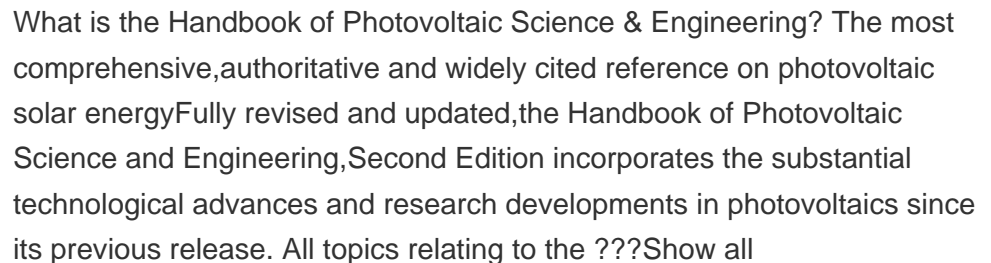 What is the Handbook of Photovoltaic Science & Engineering? The most
comprehensive,authoritative and widely cited reference on photovoltaic
solar energyFully revised and updated,the Handbook of Photovoltaic
Science and Engineering,Second Edition incorporates the substantial
technological advances and research developments in photovoltaics since
its previous release. All topics relating to the ???Show all